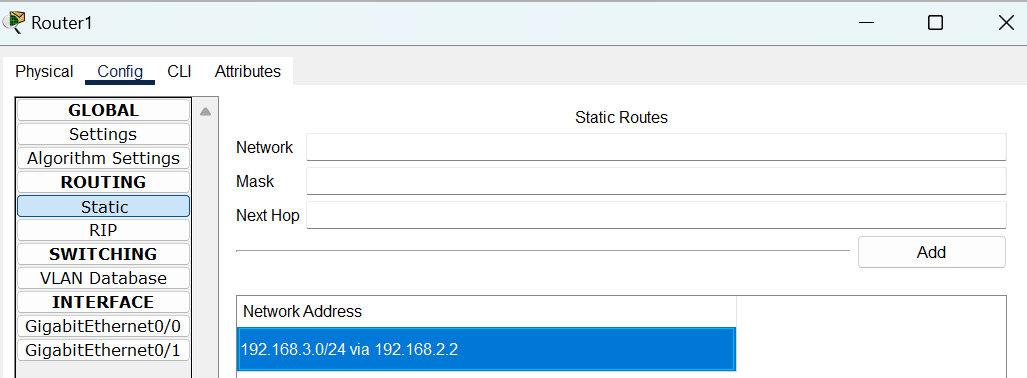 Router1
Physical Config CLI Attributes
GLOBAL
Settings
Algorithm Settings
ROUTING
Static
RIP
SWITCHING
VLAN Database
INTERFACE
GigabitEthernet0/0
GigabitEthernet0/1
Static Routes
Network
Mask
Next Hop
Add
Network Address
192.168.3.0/24 via 192.168.2.2